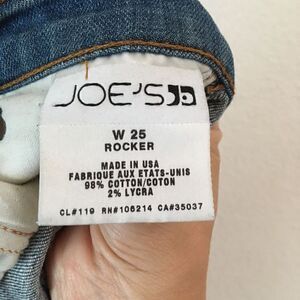 JOE'S
W 25
ROCKER
MADE IN USA
FABRIQUE AUX ETATS-UNIS
98% COTTON/COTON
2% LYCRA
CL#119 RN#106214 CA#35037